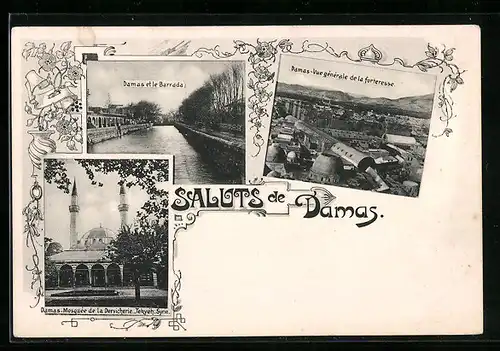 Damas et le Barrada
Damas-Vue générale de la forteresse
SALUTS de Damas.
Damas-Mosquée de la Dervicherie, Tekyeh, Syrie